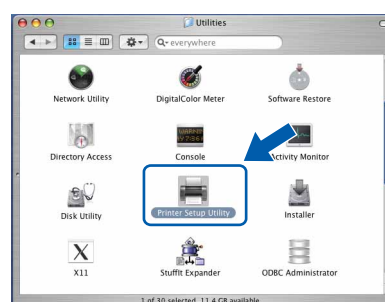 Utilities
everywhere
Network Utility
DigitalColor Meter
Software Restore
Directory Access
Console
Activity Monitor
Disk Utility
Printer Setup Utility
Installer
X11
StuffIt Expander
ODBC Administrator
1 of 30 selected, 11.4 GB available